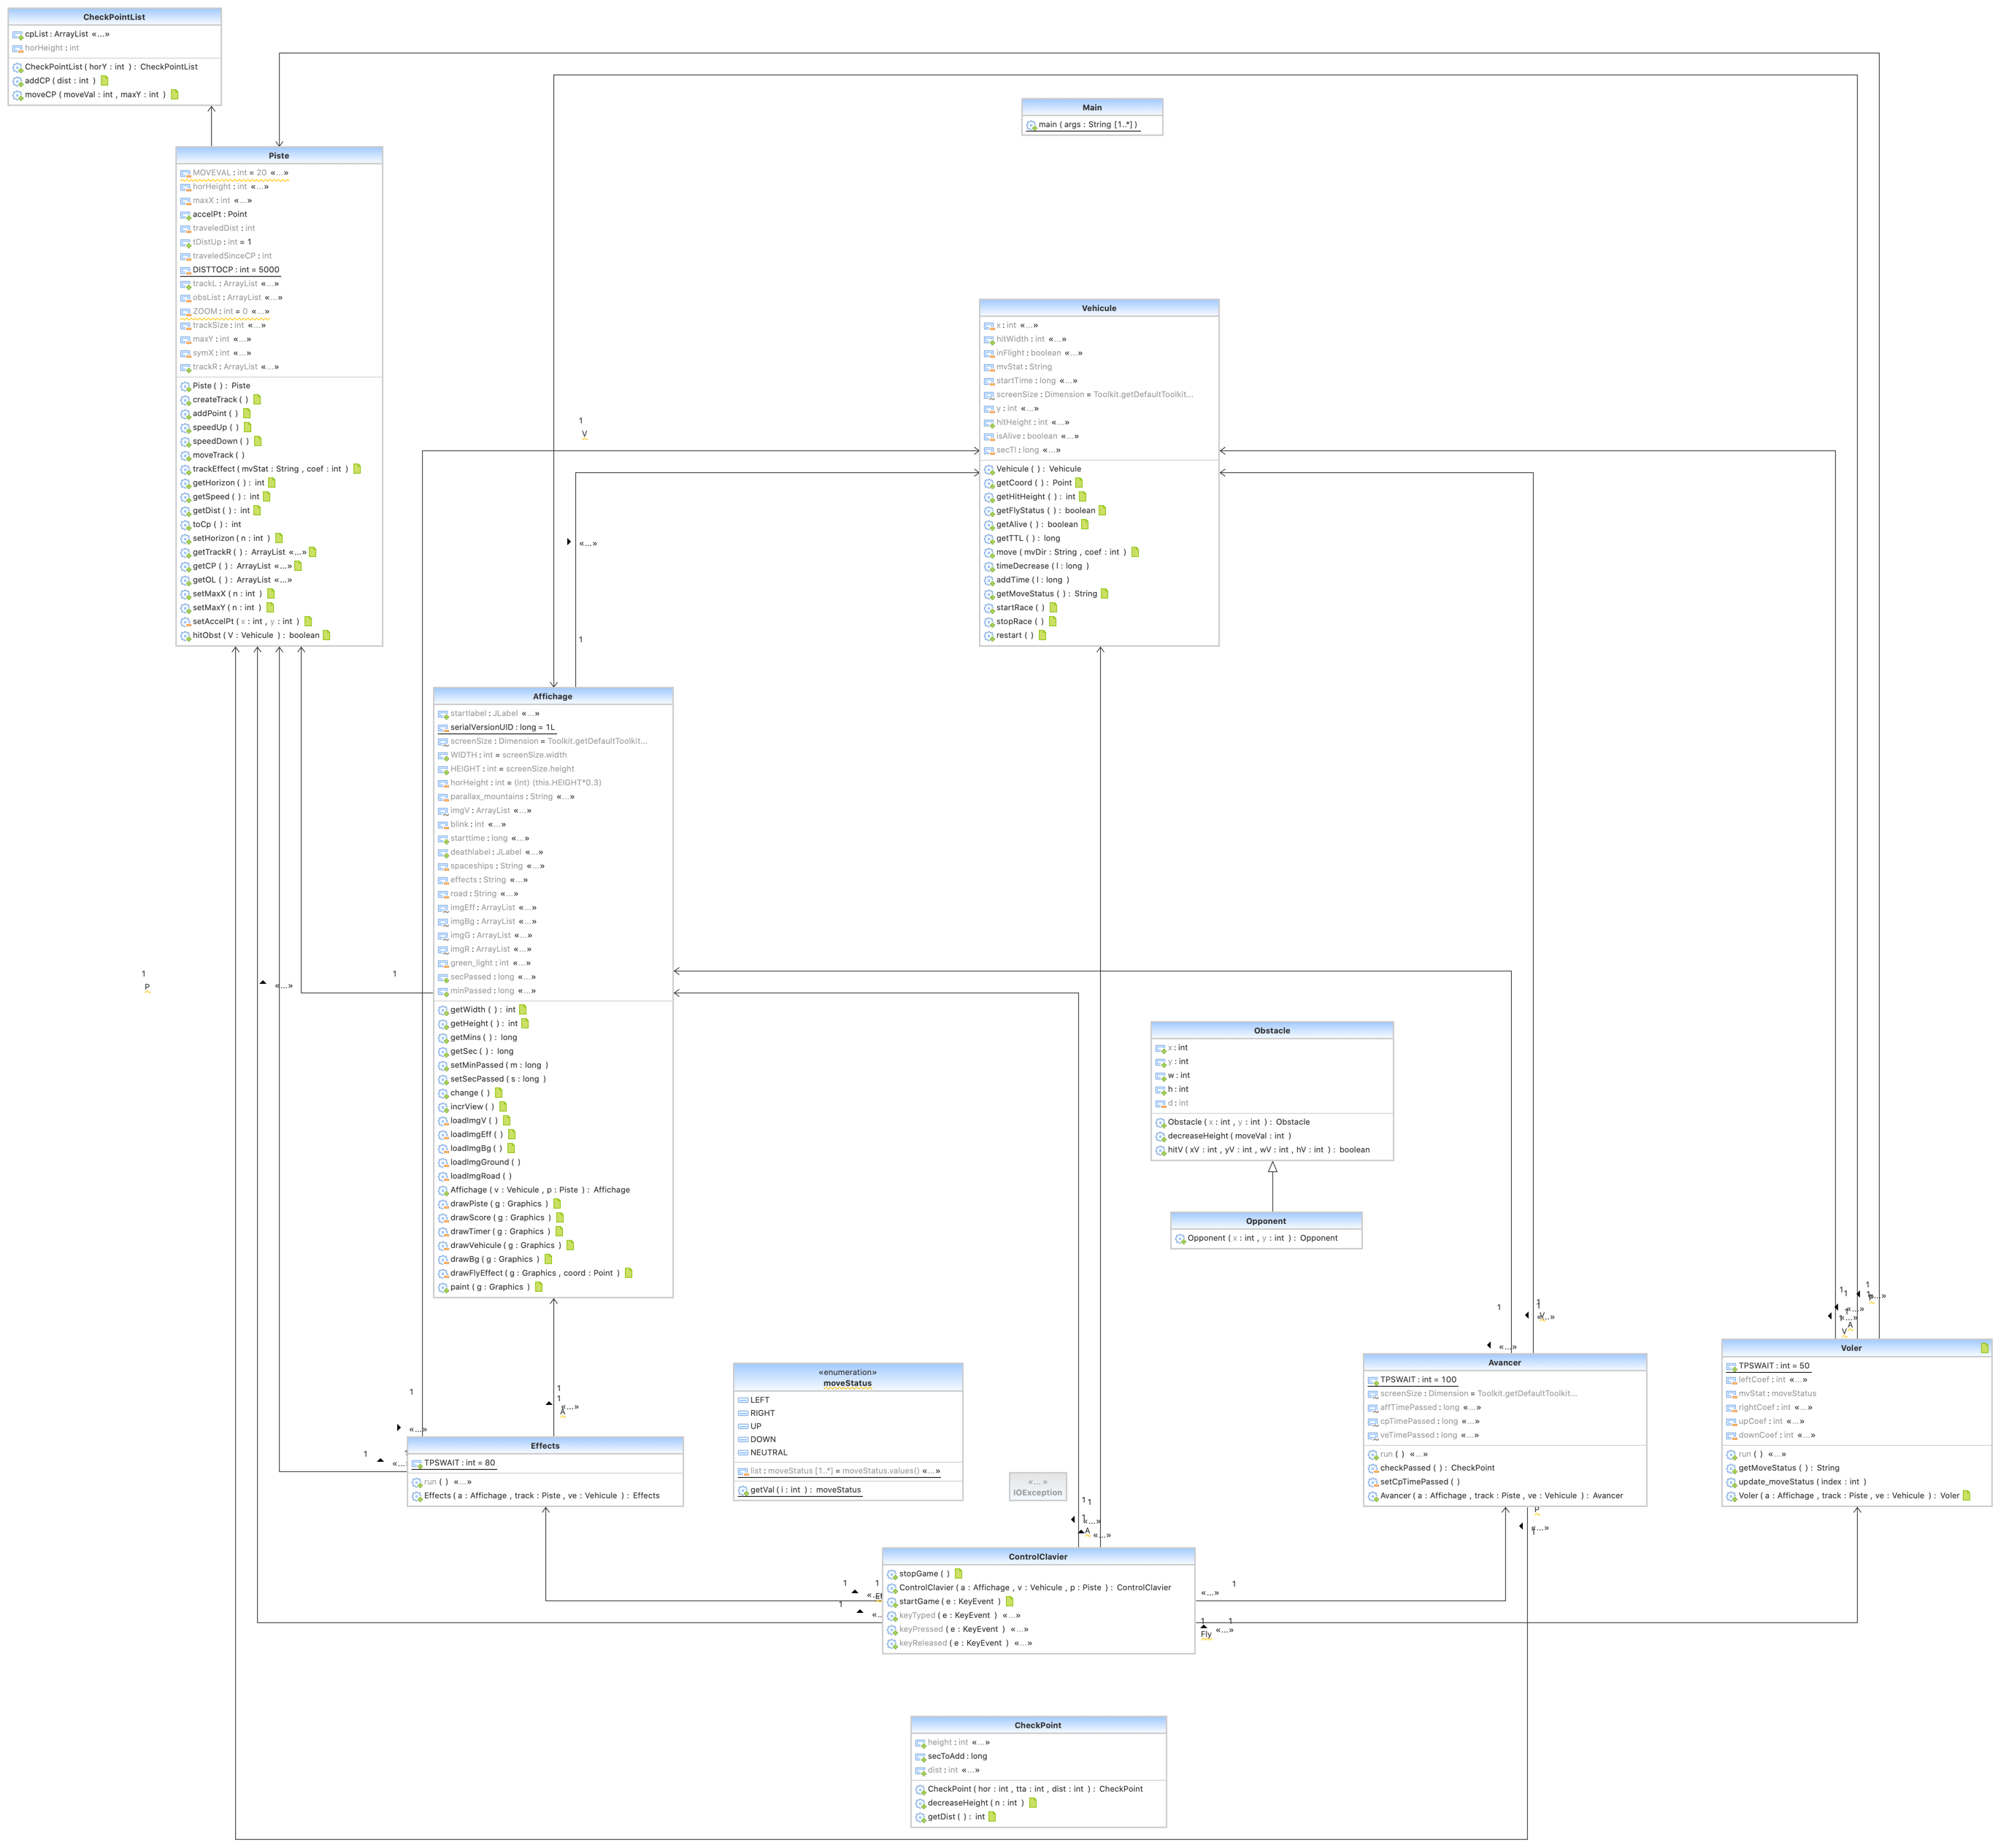 CheckPointList
cpList : ArrayList «...»
horHeight : int
CheckPointList ( horY : int ) : CheckPointList
addCP ( dist : int )
moveCP ( moveVal : int , maxY : int )
Main
main ( args : String [1..*] )
Piste
MOVEVAL : int = 20 «...»
horHeight : int «...»
maxX : int «...»
accelPt : Point
traveledDist : int
tDistUp : int = 1
traveledSinceCP : int
DISTTOCP : int = 5000
trackL : ArrayList «...»
obsList : ArrayList «...»
ZOOM : int = 0 «...»
trackSize : int «...»
maxY : int «...»
symX : int «...»
trackR : ArrayList «...»
Piste ( ) : Piste
createTrack ( )
addPoint ( )
speedUp ( )
speedDown ( )
moveTrack ( )
trackEffect ( mvStat : String , coef : int )
getHorizon ( ) : int
getSpeed ( ) : int
getDist ( ) : int
toCp ( ) : int
setHorizon ( n : int )
getTrackR ( ) : ArrayList «...»
getCP ( ) : ArrayList «...»
getOL ( ) : ArrayList «...»
setMaxX ( n : int )
setMaxY ( n : int )
setAccelPt ( x : int , y : int )
hitObst ( V : Vehicule ) : boolean
Vehicule
x : int «...»
hitWidth : int «...»
inFlight : boolean «...»
mvStat : String
startTime : long «...»
screenSize : Dimension = Toolkit.getDefaultToolkit...
y : int «...»
hitHeight : int «...»
isAlive : boolean «...»
secTl : long «...»
Vehicule ( ) : Vehicule
getCoord ( ) : Point
getHitHeight ( ) : int
getFlyStatus ( ) : boolean
getAlive ( ) : boolean
getTTL ( ) : long
move ( mvDir : String , coef : int )
timeDecrease ( l : long )
addTime ( l : long )
getMoveStatus ( ) : String
startRace ( )
stopRace ( )
restart ( )
1
V
«...»
1
Affichage
startlabel : JLabel «...»
serialVersionUID : long = 1L
screenSize : Dimension = Toolkit.getDefaultToolkit...
WIDTH : int = screenSize.width
HEIGHT : int = screenSize.height
horHeight : int = (int) (this.HEIGHT*0.3)
parallax_mountains : String «...»
imgV : ArrayList «...»
blink : int «...»
starttime : long «...»
deathlabel : JLabel «...»
spaceships : String «...»
effects : String «...»
road : String «...»
imgEff : ArrayList «...»
imgBg : ArrayList «...»
imgG : ArrayList «...»
imgR : ArrayList «...»
green_light : int «...»
secPassed : long «...»
minPassed : long «...»
getWidth ( ) : int
getHeight ( ) : int
getMins ( ) : long
getSec ( ) : long
setMinPassed ( m : long )
setSecPassed ( s : long )
change ( )
incrView ( )
loadImgV ( )
loadImgEff ( )
loadImgBg ( )
loadImgGround ( )
loadImgRoad ( )
Affichage ( v : Vehicule , p : Piste ) : Affichage
drawPiste ( g : Graphics )
drawScore ( g : Graphics )
drawTimer ( g : Graphics )
drawVehicule ( g : Graphics )
drawBg ( g : Graphics )
drawFlyEffect ( g : Graphics , coord : Point )
paint ( g : Graphics )
1
P
«...»
1
Obstacle
x : int
y : int
w : int
h : int
d : int
Obstacle ( x : int , y : int ) : Obstacle
decreaseHeight ( moveVal : int )
hitV ( xV : int , yV : int , wV : int , hV : int ) : boolean
Opponent
Opponent ( x : int , y : int ) : Opponent
Avancer
TPSWAIT : int = 100
screenSize : Dimension = Toolkit.getDefaultToolkit...
affTimePassed : long «...»
cpTimePassed : long «...»
veTimePassed : long «...»
run ( ) «...»
checkPassed ( ) : CheckPoint
setCpTimePassed ( )
Avancer ( a : Affichage , track : Piste , ve : Vehicule ) : Avancer
Voler
TPSWAIT : int = 50
leftCoef : int «...»
mvStat : moveStatus
rightCoef : int «...»
upCoef : int «...»
downCoef : int «...»
run ( ) «...»
getMoveStatus ( ) : String
update_moveStatus ( index : int )
Voler ( a : Affichage , track : Piste , ve : Vehicule ) : Voler
Effects
TPSWAIT : int = 80
run ( ) «...»
Effects ( a : Affichage , track : Piste , ve : Vehicule ) : Effects
«enumeration»
moveStatus
LEFT
RIGHT
UP
DOWN
NEUTRAL
list : moveStatus [1..*] = moveStatus.values() «...»
getVal ( i : int ) : moveStatus
«... »
IOException
ControlClavier
stopGame ( )
ControlClavier ( a : Affichage , v : Vehicule , p : Piste ) : ControlClavier
startGame ( e : KeyEvent )
keyTyped ( e : KeyEvent ) «...»
keyPressed ( e : KeyEvent ) «...»
keyReleased ( e : KeyEvent ) «...»
1
«...»
1
1
Fly
«...»
CheckPoint
height : int «...»
secToAdd : long
dist : int «...»
CheckPoint ( hor : int , tta : int , dist : int ) : CheckPoint
decreaseHeight ( n : int )
getDist ( ) : int